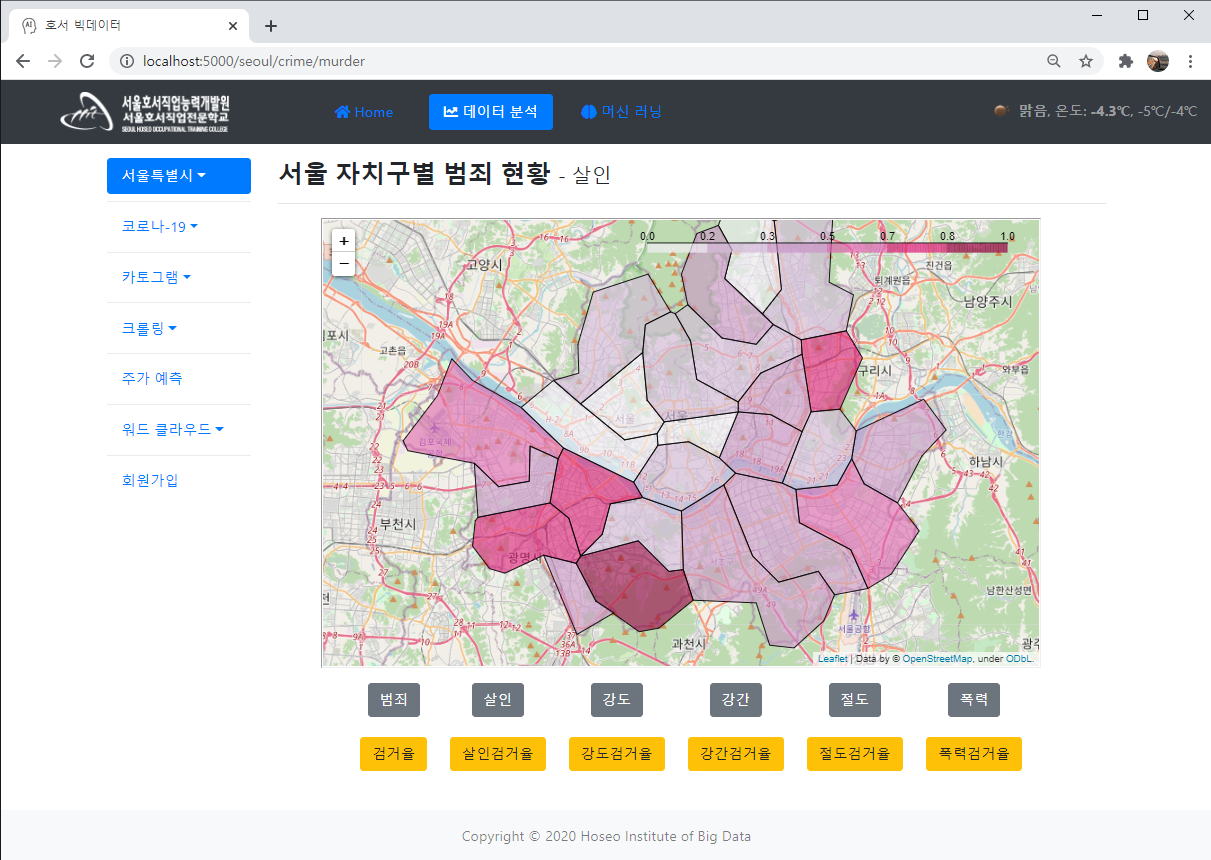 호서 빅데이터
localhost:5000/seoul/crime/murder
서울호서직업능력개발원
서울호서직업전문학교
SEOUL HOSEO OCCUPATIONAL TRAINING COLLEGE
Home
데이터 분석
머신 러닝
맑음, 온도: -4.3℃, -5℃/-4℃
서울특별시
코로나-19
카토그램
크롤링
주가 예측
워드 클라우드
회원가입
서울 자치구별 범죄 현황 - 살인
+
−
0.0 0.2 0.3 0.5 0.7 0.8 1.0
고양시
진건읍
퇴계원읍
남양주시
김포시
고촌읍
구리시
와부읍
서울
서울
하남시
부천시
광명시
남한산성면
서울공항
과천시
광주
Leaflet | Data by © OpenStreetMap, under ODbL.
범죄 살인 강도 강간 절도 폭력
검거율 살인검거율 강도검거율 강간검거율 절도검거율 폭력검거율
Copyright © 2020 Hoseo Institute of Big Data